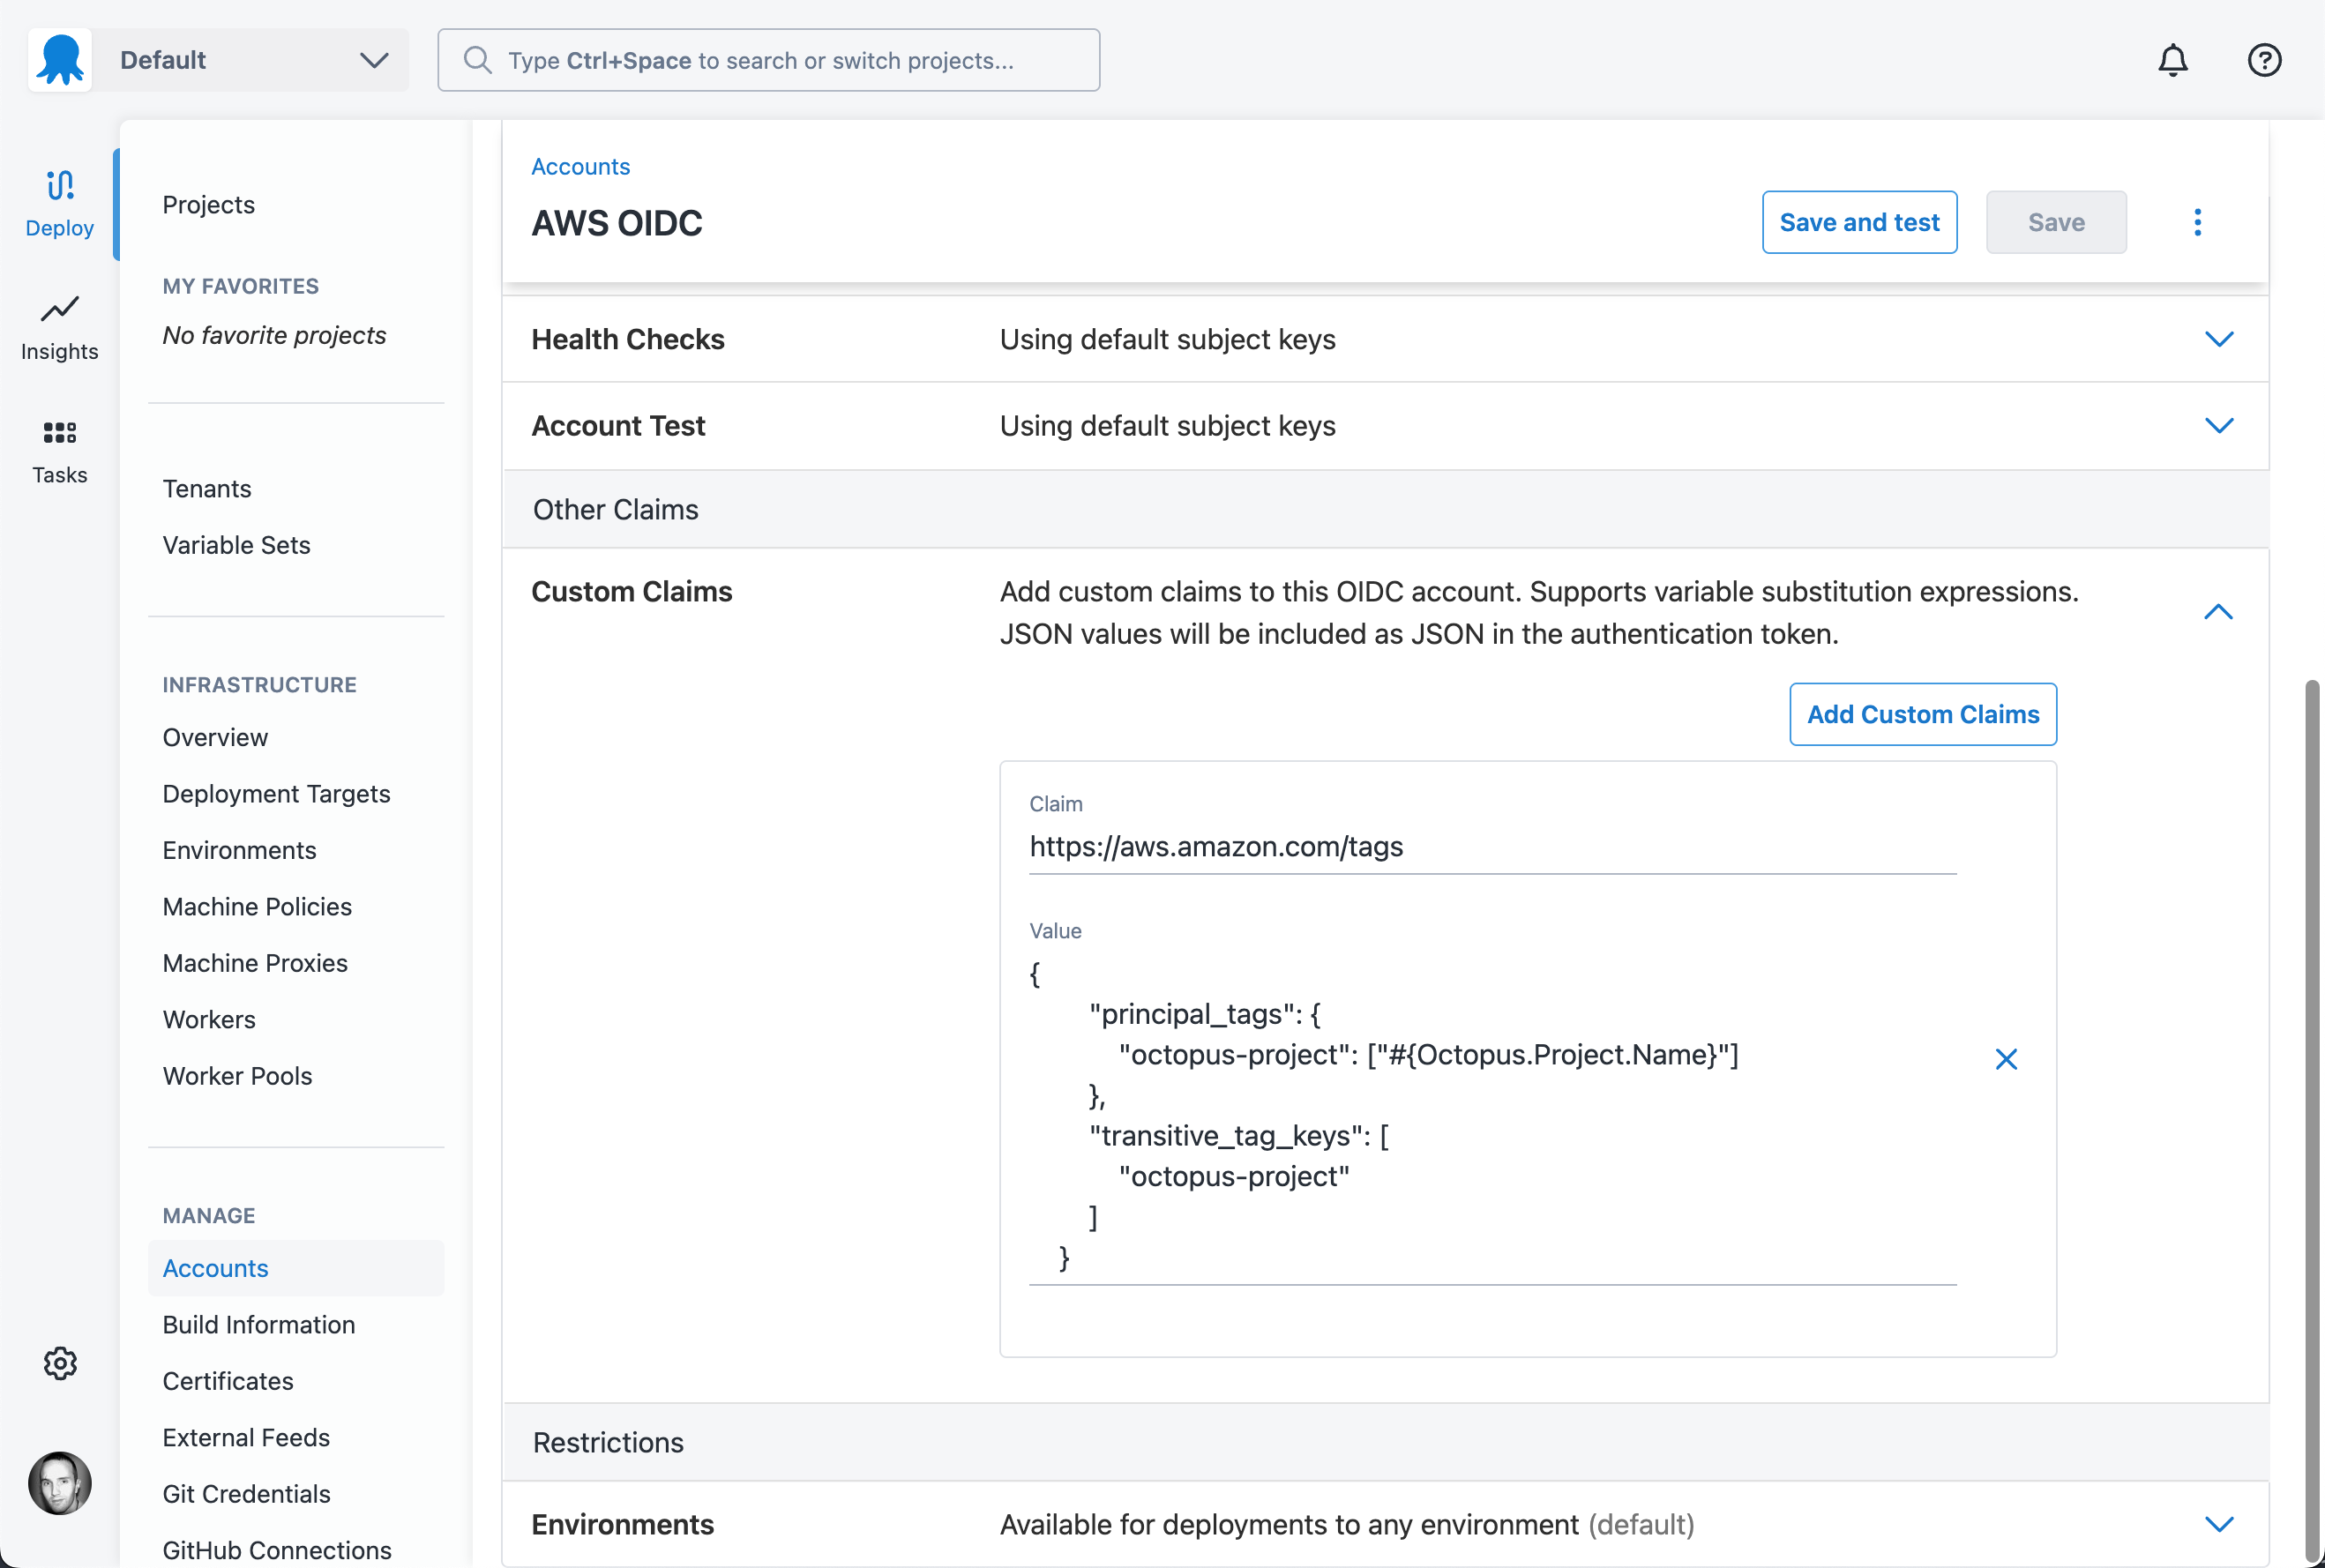 Default
Type Ctrl+Space to search or switch projects...
Deploy
Insights
Tasks
Projects
MY FAVORITES
No favorite projects
Tenants
Variable Sets
INFRASTRUCTURE
Overview
Deployment Targets
Environments
Machine Policies
Machine Proxies
Workers
Worker Pools
MANAGE
Accounts
Build Information
Certificates
External Feeds
Git Credentials
GitHub Connections
Accounts
AWS OIDC
Save and test
Save
Health Checks
Using default subject keys
Account Test
Using default subject keys
Other Claims
Custom Claims
Add custom claims to this OIDC account. Supports variable substitution expressions.
JSON values will be included as JSON in the authentication token.
Add Custom Claims
Claim
https://aws.amazon.com/tags
Value
{
"principal_tags": {
"octopus-project": ["#{Octopus.Project.Name}"]
},
"transitive_tag_keys": [
"octopus-project"
]
}
Restrictions
Environments
Available for deployments to any environment (default)